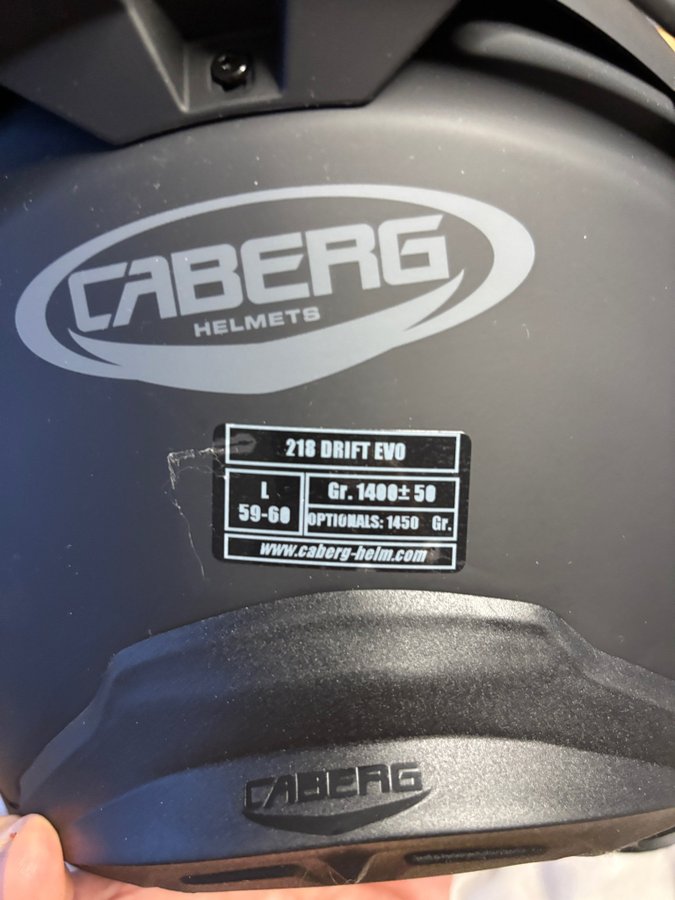 CABERG
HELMETS
218 DRIFT EVO
L
59-60
Gr. 1400± 50
OPTIONALS: 1450 Gr.
www.caberg-helm.com
CABERG